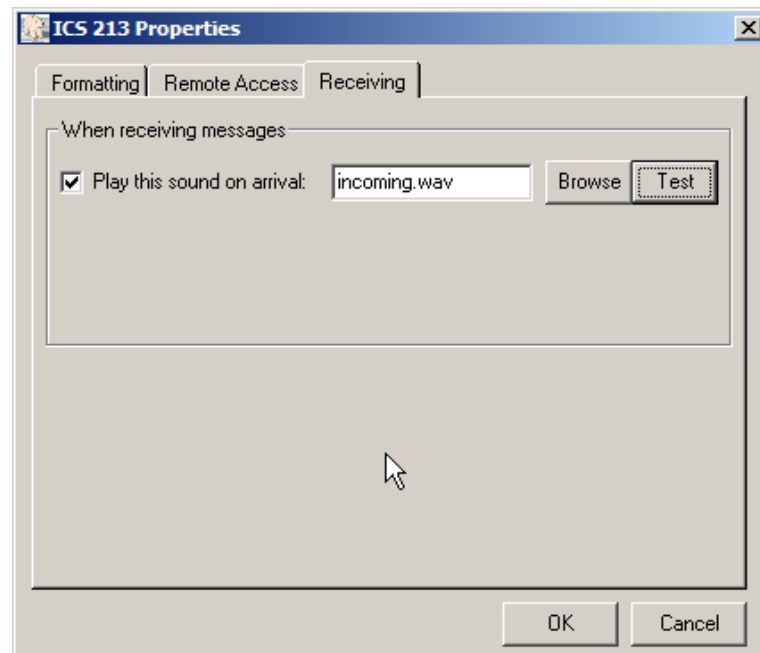 ICS 213 Properties
Formatting Remote Access Receiving
When receiving messages
Play this sound on arrival: incoming.wav Browse Test
OK Cancel